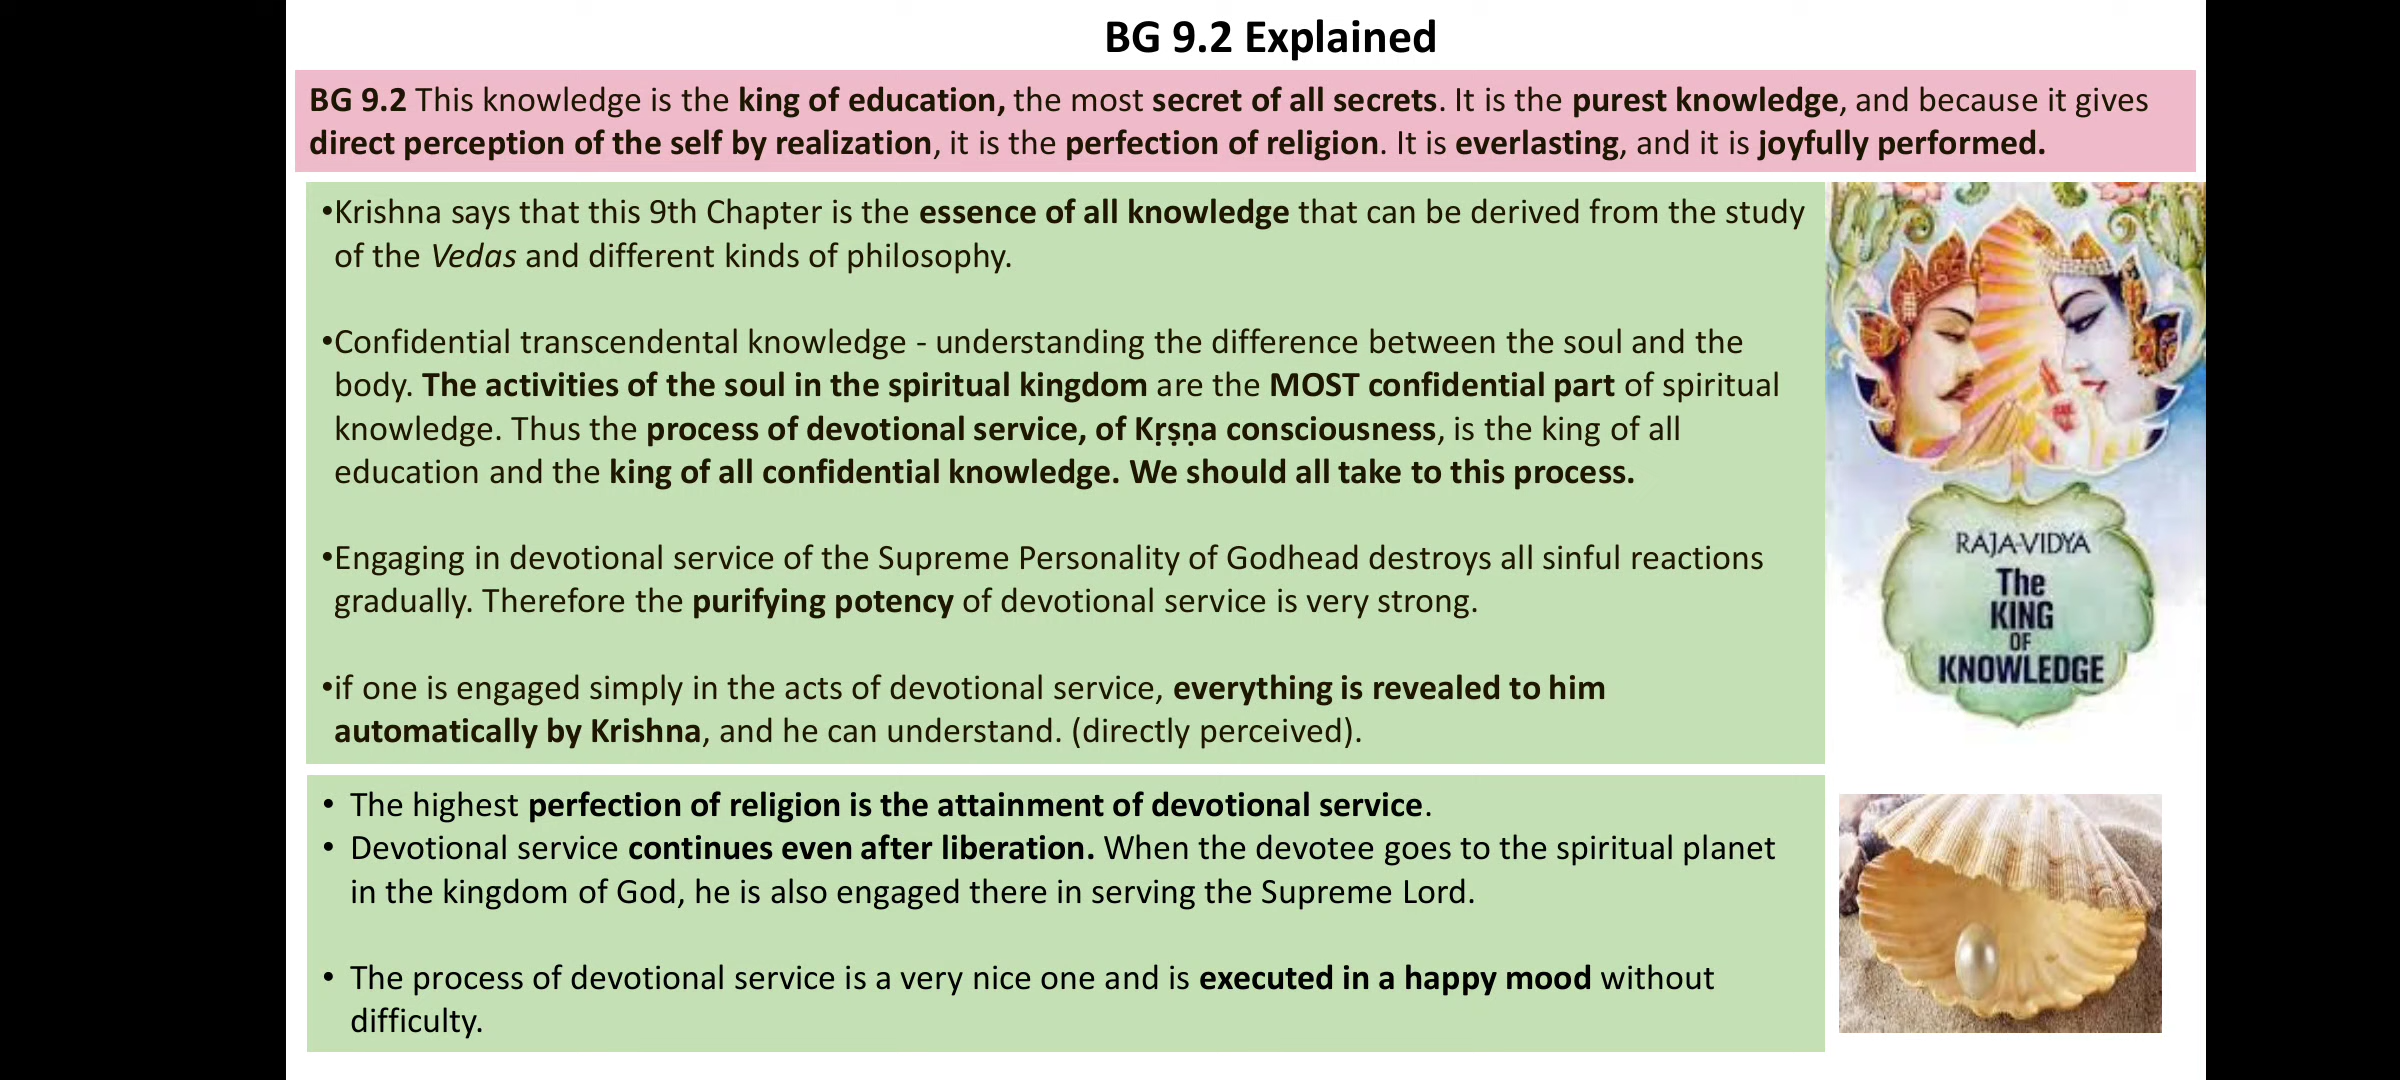 BG 9.2 Explained
BG 9.2 This knowledge is the king of education, the most secret of all secrets. It is the purest knowledge, and because it gives
direct perception of the self by realization, it is the perfection of religion. It is everlasting, and it is joyfully performed.
•Krishna says that this 9th Chapter is the essence of all knowledge that can be derived from the study
of the Vedas and different kinds of philosophy.
•Confidential transcendental knowledge - understanding the difference between the soul and the
body. The activities of the soul in the spiritual kingdom are the MOST confidential part of spiritual
knowledge. Thus the process of devotional service, of Kṛṣṇa consciousness, is the king of all
education and the king of all confidential knowledge. We should all take to this process.
•Engaging in devotional service of the Supreme Personality of Godhead destroys all sinful reactions
gradually. Therefore the purifying potency of devotional service is very strong.
•if one is engaged simply in the acts of devotional service, everything is revealed to him
automatically by Krishna, and he can understand. (directly perceived).
• The highest perfection of religion is the attainment of devotional service.
• Devotional service continues even after liberation. When the devotee goes to the spiritual planet
in the kingdom of God, he is also engaged there in serving the Supreme Lord.
• The process of devotional service is a very nice one and is executed in a happy mood without
difficulty.
RAJA-VIDYA
The
KING
OF
KNOWLEDGE